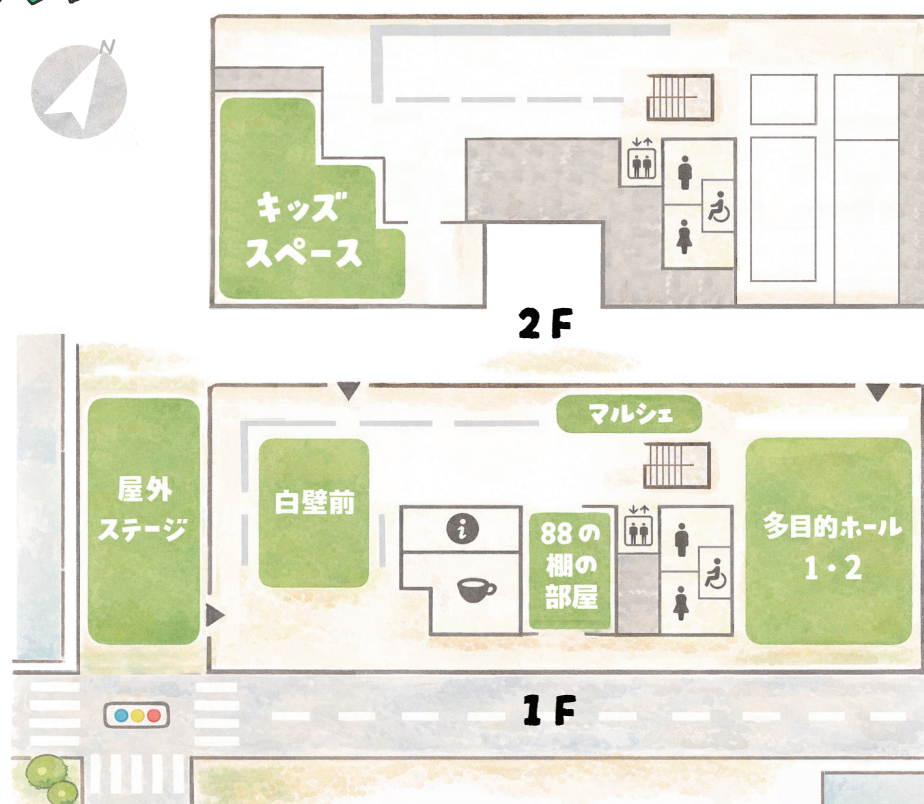 N
キッズ
スペース
2F
マルシェ
屋外
ステージ
白壁前
i
88の
棚の
部屋
多目的ホール
1・2
1F